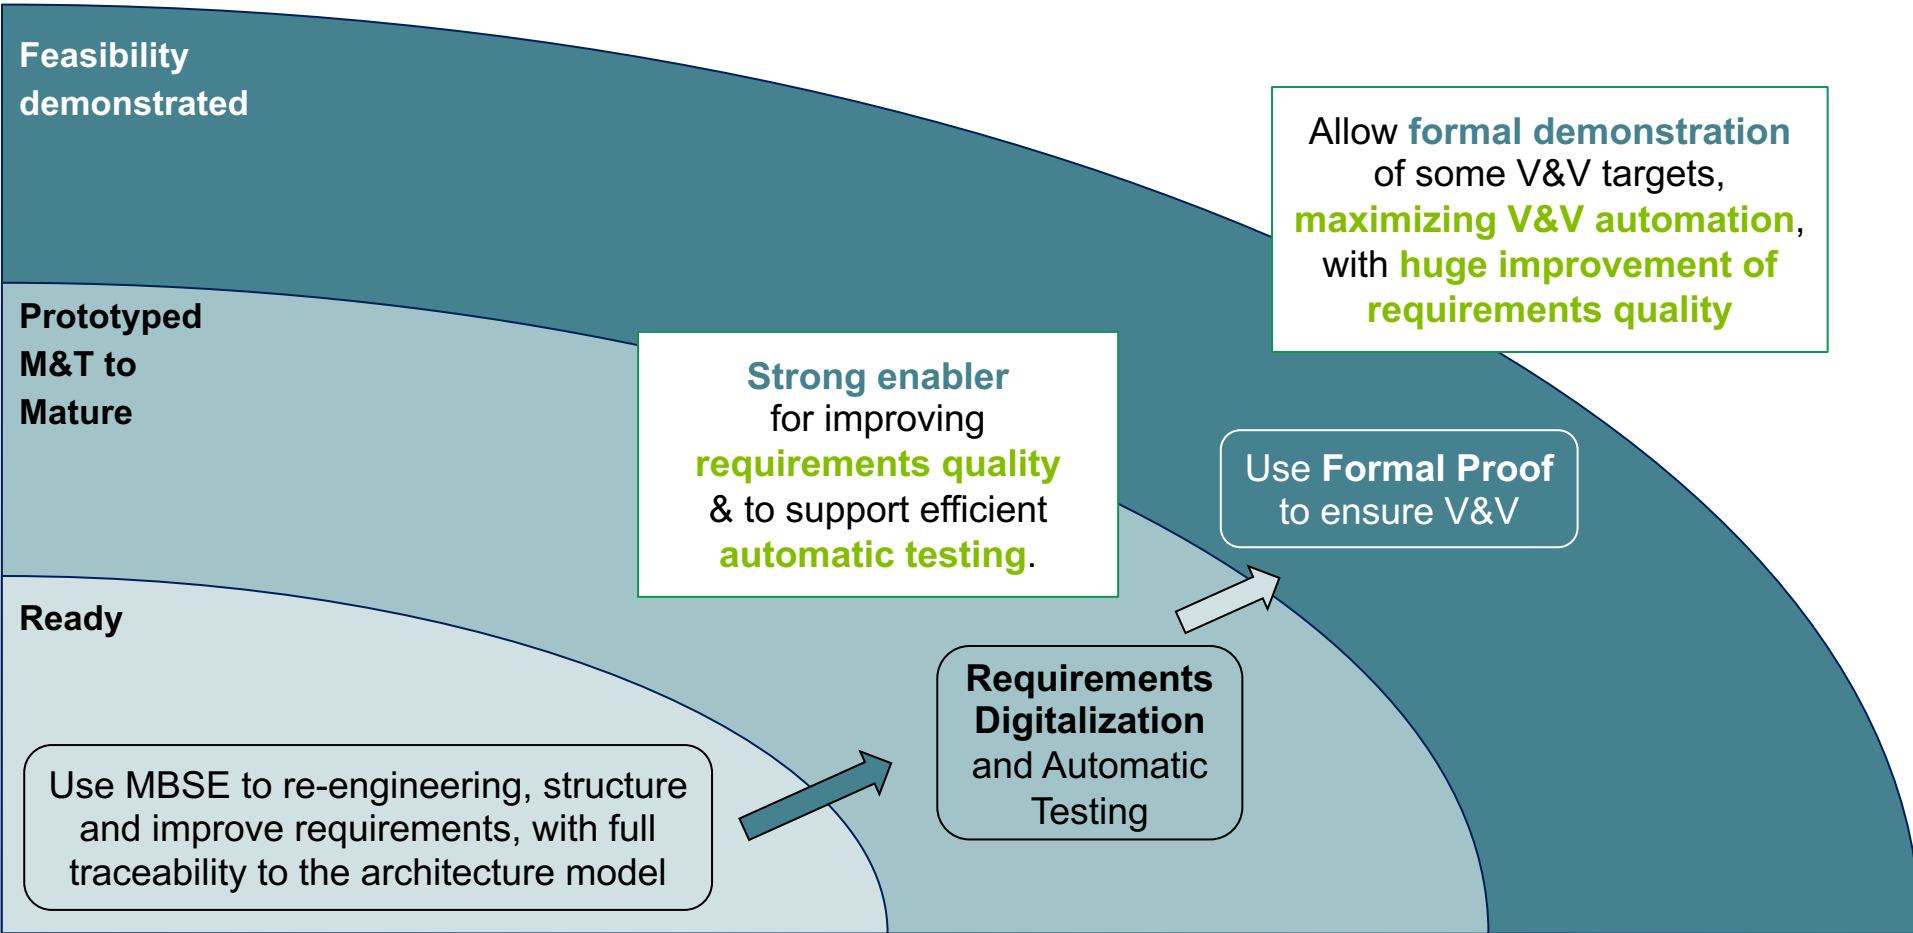 Feasibility
demonstrated
Allow formal demonstration
of some V&V targets,
maximizing V&V automation,
with huge improvement of
requirements quality
Prototyped
M&T to
Mature
Strong enabler
for improving
requirements quality
& to support efficient
automatic testing.
Use Formal Proof
to ensure V&V
Ready
Requirements
Digitalization
and Automatic
Testing
Use MBSE to re-engineering, structure
and improve requirements, with full
traceability to the architecture model